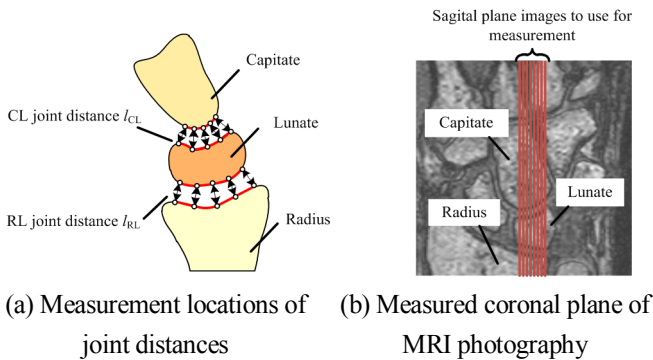 Sagital plane images to use for
measurement
Capitate
CL joint distance lCL
Lunate
RL joint distance lRL
Radius
Capitate
Lunate
Radius
(a) Measurement locations of
joint distances
(b) Measured coronal plane of
MRI photography